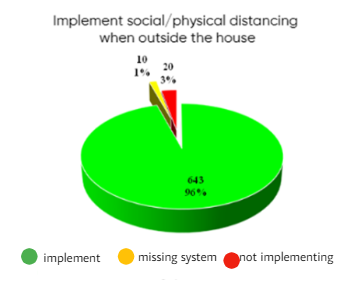 Implement social/physical distancing
when outside the house
10
1%
20
3%
643
96%
implement
missing system
not implementing